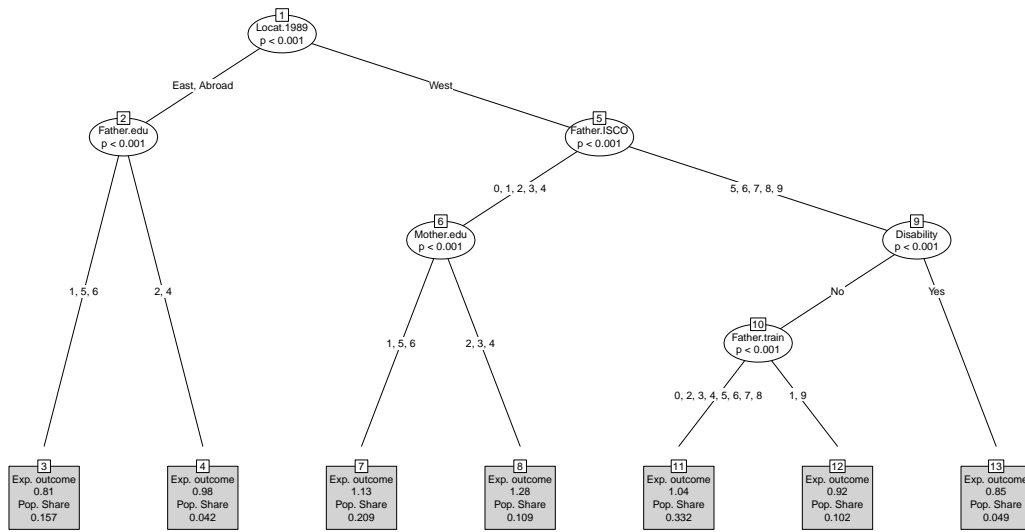 1
Locat.1989
p < 0.001
East, Abroad
West
2
Father.edu
p < 0.001
5
Father.ISCO
p < 0.001
0, 1, 2, 3, 4
5, 6, 7, 8, 9
6
Mother.edu
p < 0.001
9
Disability
p < 0.001
1, 5, 6
2, 4
No
Yes
10
Father.train
p < 0.001
1, 5, 6
2, 3, 4
0, 2, 3, 4, 5, 6, 7, 8
1, 9
3
Exp. outcome
0.81
Pop. Share
0.157
4
Exp. outcome
0.98
Pop. Share
0.042
7
Exp. outcome
1.13
Pop. Share
0.209
8
Exp. outcome
1.28
Pop. Share
0.109
11
Exp. outcome
1.04
Pop. Share
0.332
12
Exp. outcome
0.92
Pop. Share
0.102
13
Exp. outcome
0.85
Pop. Share
0.049